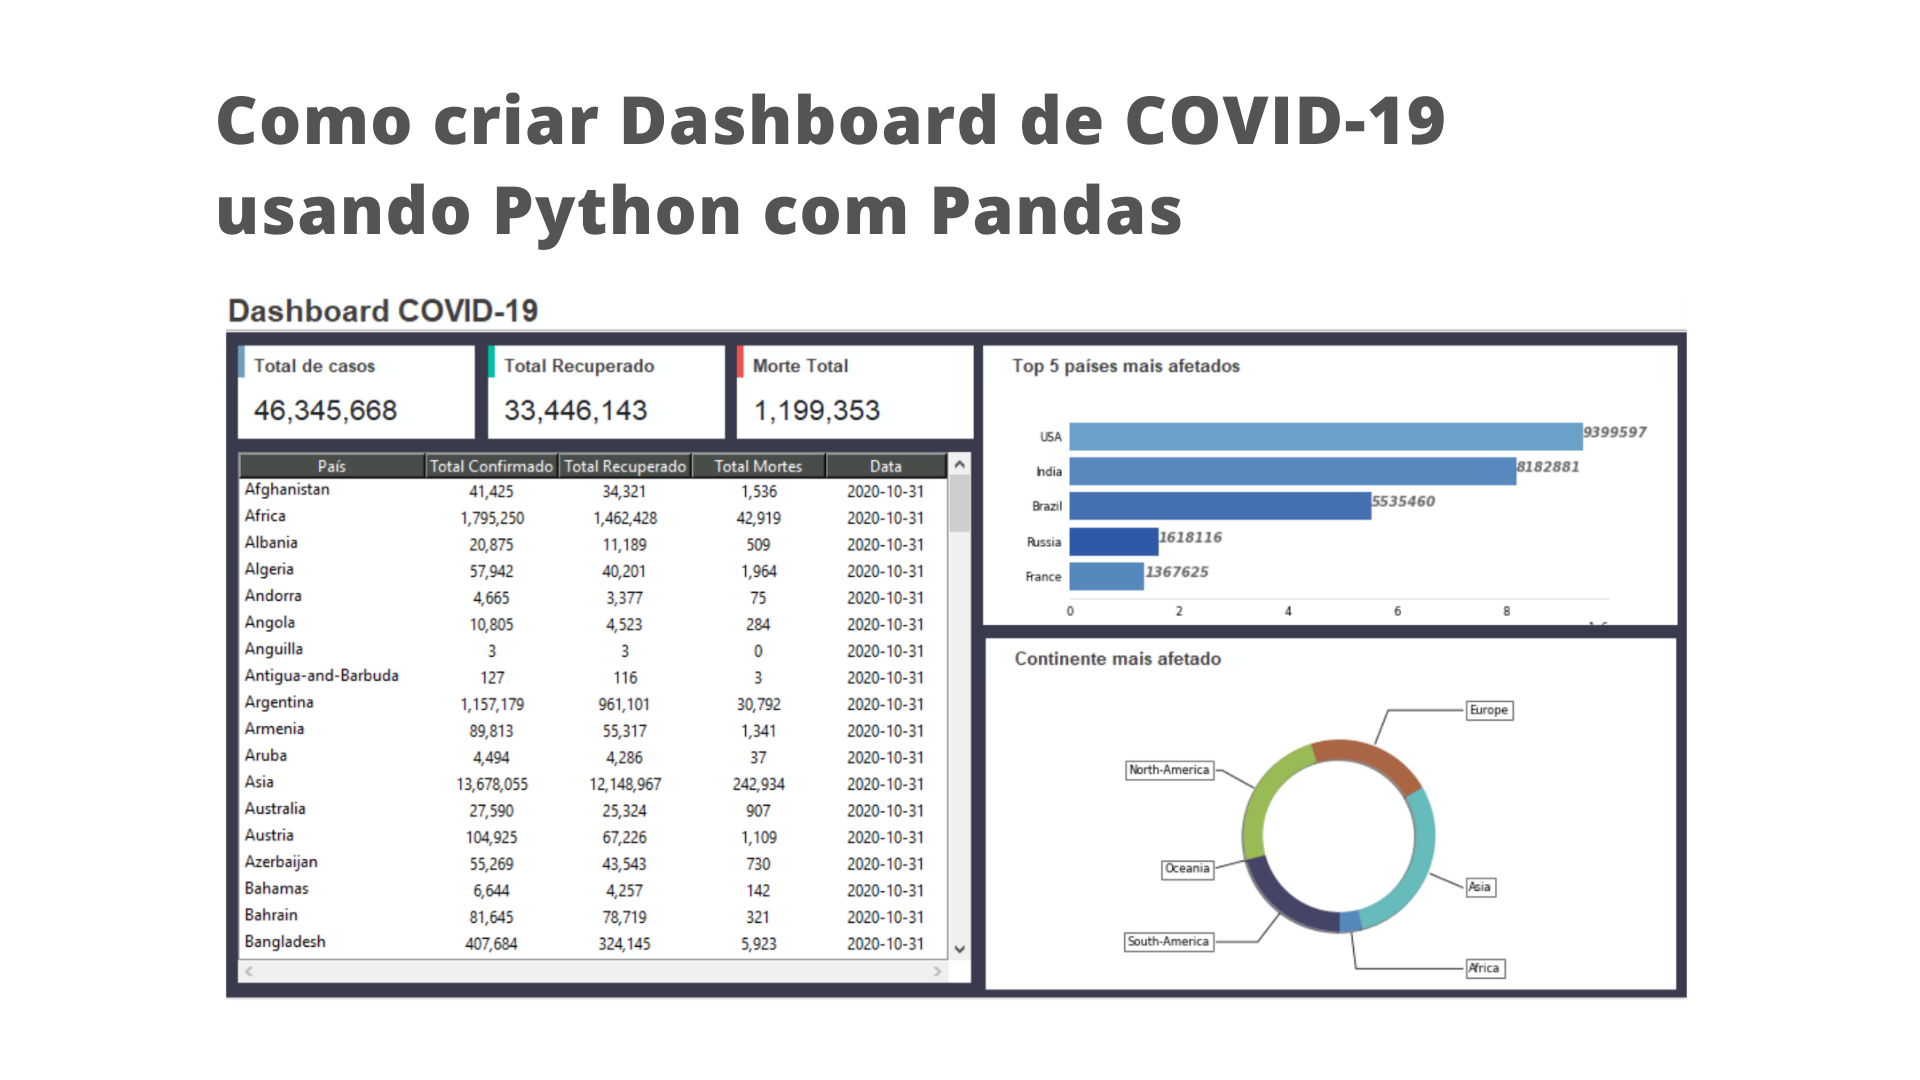 Como criar Dashboard de COVID-19
usando Python com Pandas
Dashboard COVID-19
Total de casos
46,345,668
Total Recuperado
33,446,143
Morte Total
1,199,353
País Total Confirmado Total Recuperado Total Mortes Data
Afghanistan 41,425 34,321 1,536 2020-10-31
Africa 1,795,250 1,462,428 42,919 2020-10-31
Albania 20,875 11,189 509 2020-10-31
Algeria 57,942 40,201 1,964 2020-10-31
Andorra 4,665 3,377 75 2020-10-31
Angola 10,805 4,523 284 2020-10-31
Anguilla 3 3 0 2020-10-31
Antigua-and-Barbuda 127 116 3 2020-10-31
Argentina 1,157,179 961,101 30,792 2020-10-31
Armenia 89,813 55,317 1,341 2020-10-31
Aruba 4,494 4,286 37 2020-10-31
Asia 13,678,055 12,148,967 242,934 2020-10-31
Australia 27,590 25,324 907 2020-10-31
Austria 104,925 67,226 1,109 2020-10-31
Azerbaijan 55,269 43,543 730 2020-10-31
Bahamas 6,644 4,257 142 2020-10-31
Bahrain 81,645 78,719 321 2020-10-31
Bangladesh 407,684 324,145 5,923 2020-10-31
Top 5 países mais afetados
USA 9399597
India 8182881
Brazil 5535460
Russia 1618116
France 1367625
0 2 4 6 8
Continente mais afetado
Europe
North-America
Oceania
Asia
South-America
Africa